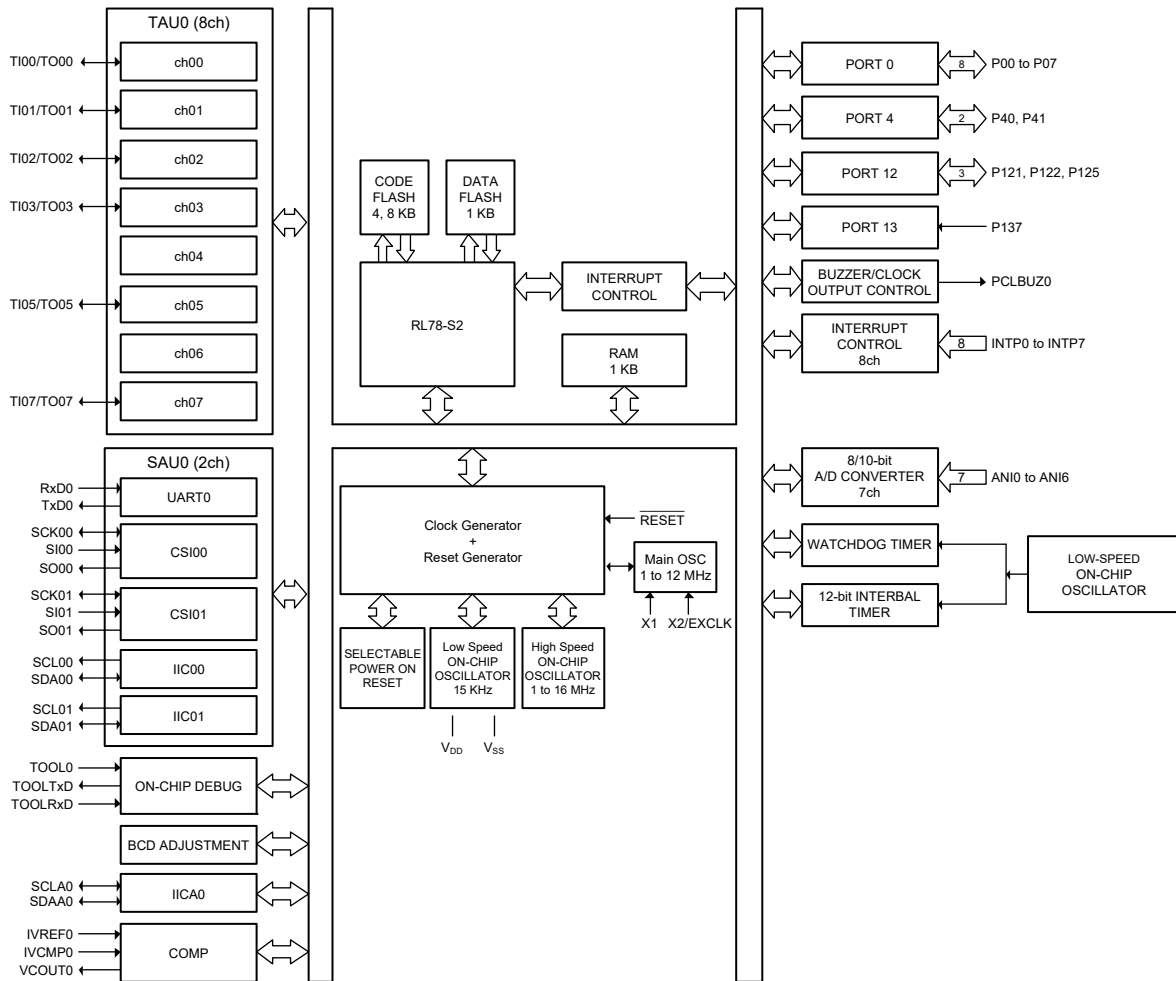 TAU0 (8ch)
TI00/TO00
ch00
TI01/TO01
ch01
TI02/TO02
ch02
TI03/TO03
ch03
ch04
TI05/TO05
ch05
ch06
TI07/TO07
ch07
SAU0 (2ch)
RxD0
TxD0
UART0
SCK00
SI00
SO00
CSI00
SCK01
SI01
SO01
CSI01
SCL00
SDA00
IIC00
SCL01
SDA01
IIC01
TOOL0
TOOLTxD
TOOLRxD
ON-CHIP DEBUG
BCD ADJUSTMENT
SCLA0
SDAA0
IICA0
IVREF0
IVCMP0
VCOUT0
COMP
CODE
FLASH
4, 8 KB
DATA
FLASH
1 KB
RL78-S2
INTERRUPT
CONTROL
RAM
1 KB
Clock Generator
+
Reset Generator
RESET
Main OSC
1 to 12 MHz
X1
X2/EXCLK
SELECTABLE
POWER ON
RESET
Low Speed
ON-CHIP
OSCILLATOR
15 KHz
High Speed
ON-CHIP
OSCILLATOR
1 to 16 MHz
VDD
VSS
PORT 0
8
P00 to P07
PORT 4
2
P40, P41
PORT 12
3
P121, P122, P125
PORT 13
P137
BUZZER/CLOCK
OUTPUT CONTROL
PCLBUZ0
INTERRUPT
CONTROL
8ch
8
INTP0 to INTP7
8/10-bit
A/D CONVERTER
7ch
7
ANI0 to ANI6
WATCHDOG TIMER
12-bit INTERBAL
TIMER
LOW-SPEED
ON-CHIP
OSCILLATOR